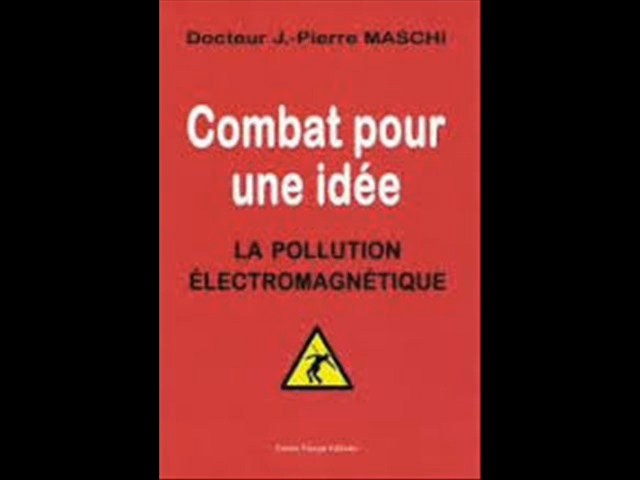 Docteur J.-Pierre MASCHI
Combat pour
une idée
LA POLLUTION
ÉLECTROMAGNÉTIQUE